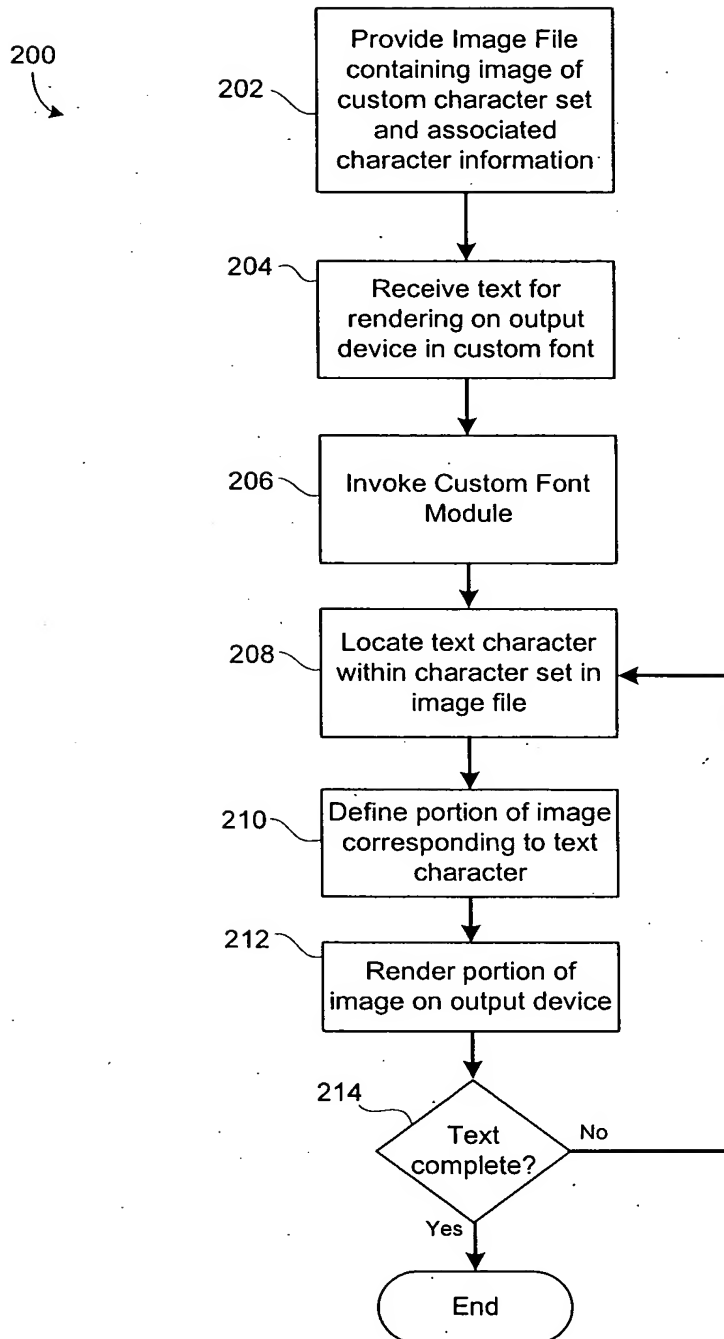 200
202
Provide Image File
containing image of
custom character set
and associated
character information
204
Receive text for
rendering on output
device in custom font
206
Invoke Custom Font
Module
208
Locate text character
within character set in
image file
210
Define portion of image
corresponding to text
character
212
Render portion of
image on output device
214
Text
complete?
No
Yes
End